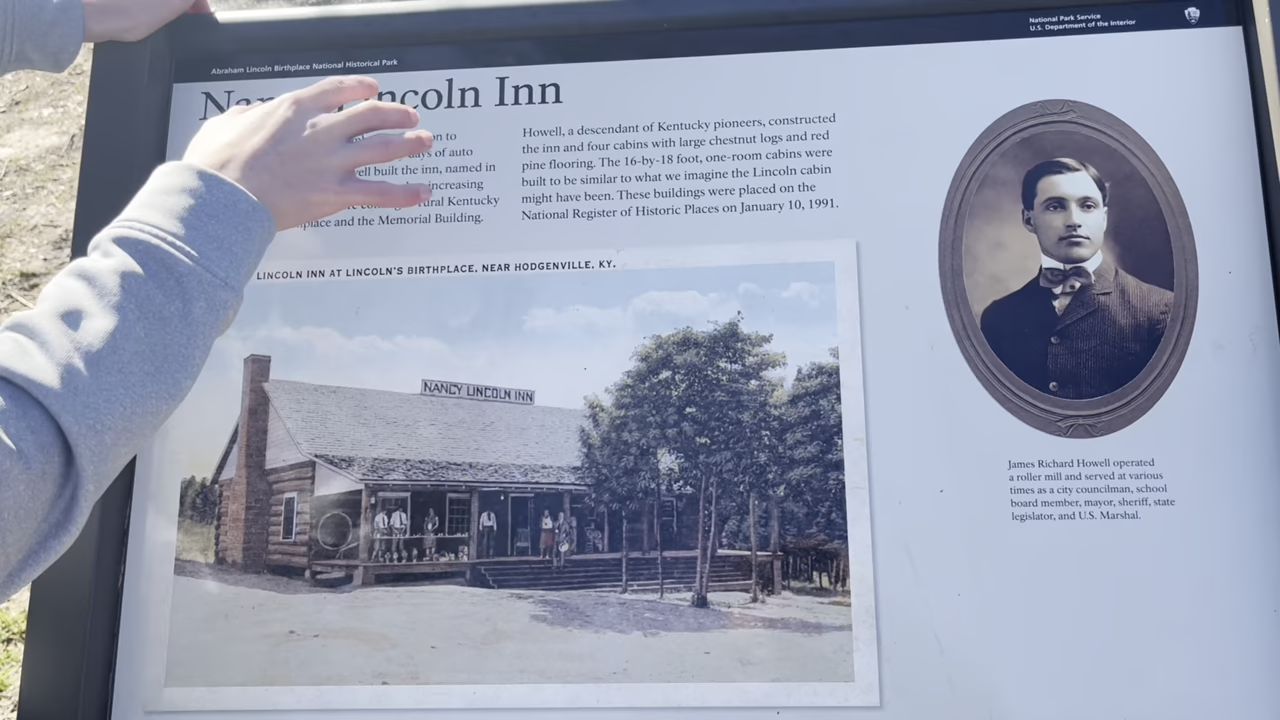 National Park Service
U.S. Department of the Interior
Abraham Lincoln Birthplace National Historical Park
Lincoln Inn
on to
days of auto
built the inn, named in
increasing
rural Kentucky
place and the Memorial Building.
Howell, a descendant of Kentucky pioneers, constructed
the inn and four cabins with large chestnut logs and red
pine flooring. The 16-by-18 foot, one-room cabins were
built to be similar to what we imagine the Lincoln cabin
might have been. These buildings were placed on the
National Register of Historic Places on January 10, 1991.
LINCOLN INN AT LINCOLN'S BIRTHPLACE, NEAR HODGENVILLE, KY.
NANCY LINCOLN INN
James Richard Howell operated
a roller mill and served at various
times as a city councilman, school
board member, mayor, sheriff, state
legislator, and U.S. Marshal.